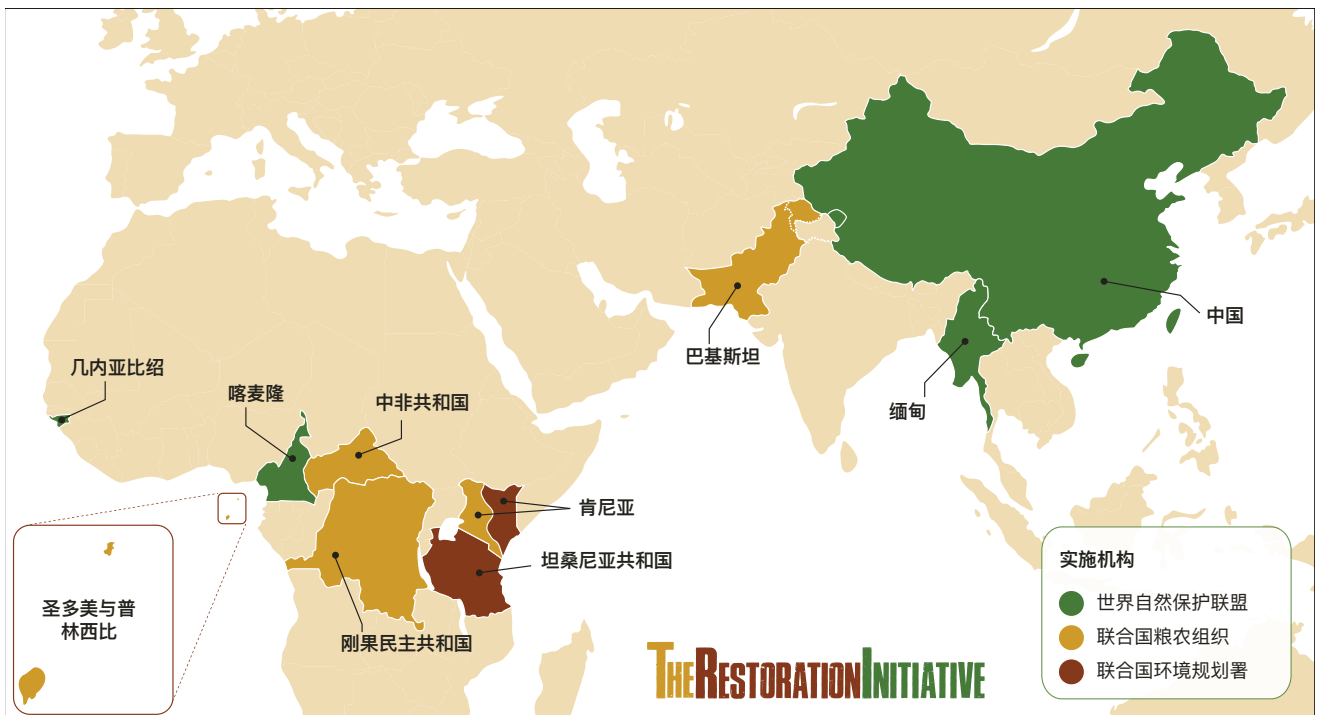 中国
巴基斯坦
缅甸
几内亚比绍
喀麦隆
中非共和国
肯尼亚
坦桑尼亚共和国
圣多美与普
林西比
刚果民主共和国
实施机构
世界自然保护联盟
联合国粮农组织
联合国环境规划署
THE RESTORATION INITIATIVE